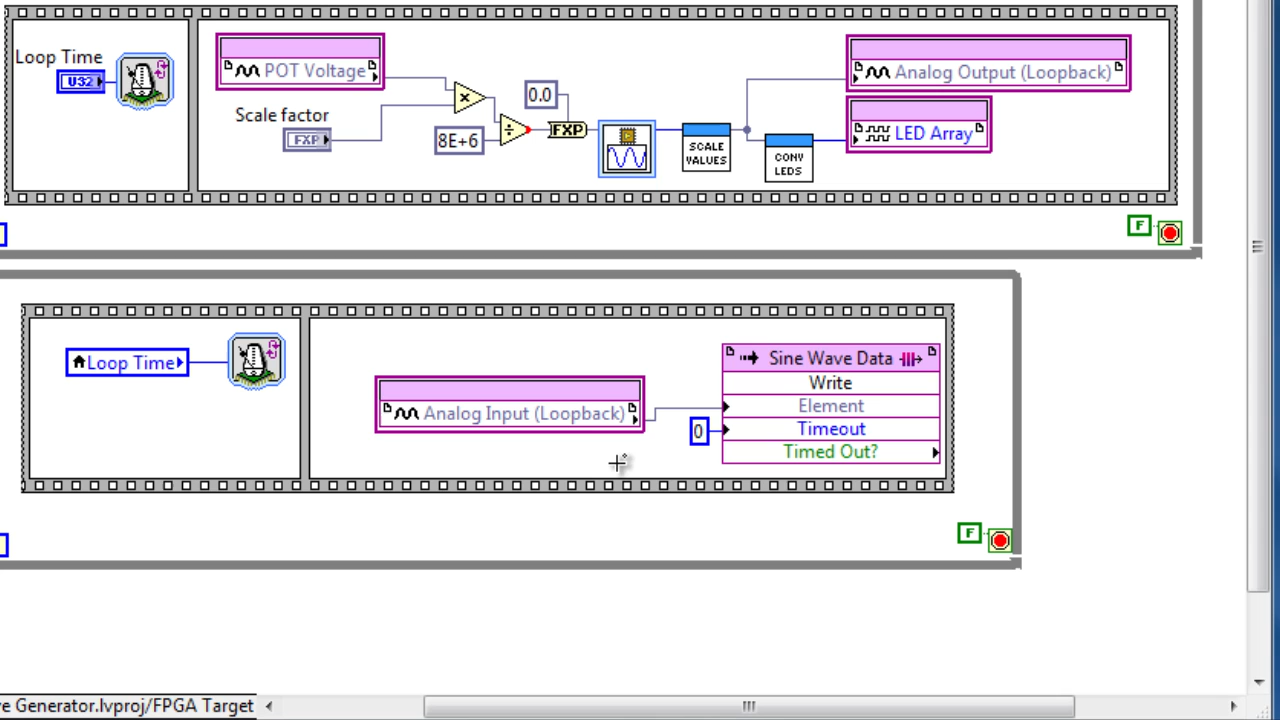 Loop Time
U32
POT Voltage
Scale factor
FXP
×
÷
8E+6
0.0
FXP
SCALE
VALUES
CONV
LEDS
Analog Output (Loopback)
LED Array
F
Loop Time
Analog Input (Loopback)
0
Sine Wave Data
Write
Element
Timeout
Timed Out?
F
e Generator.lvproj/FPGA Target